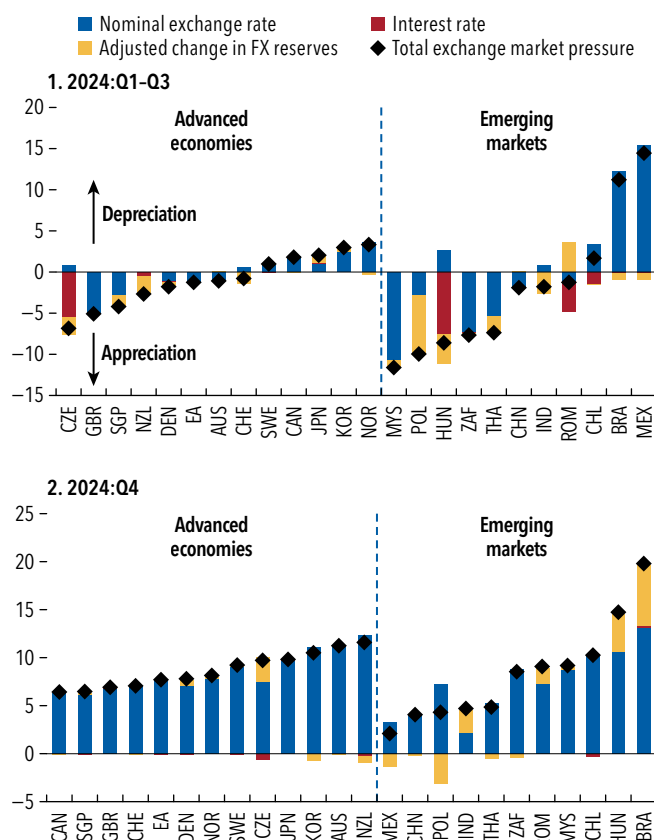 Nominal exchange rate Interest rate
Adjusted change in FX reserves Total exchange market pressure
1. 2024:Q1–Q3
20
15
10
5
0
−5
−10
−15
Advanced economies
Emerging markets
Depreciation
Appreciation
CZE GBR SGP NZL DEN EA AUS CHE SWE CAN JPN KOR NOR MYS POL HUN ZAF THA CHN IND ROM CHL BRA MEX
2. 2024:Q4
25
20
15
10
5
0
−5
Advanced economies
Emerging markets
CAN SGP GBR CHE EA DEN NOR SWE CZE JPN KOR AUS NZL MEX CHN POL IND THA ZAF OM MYS CHL HUN BRA